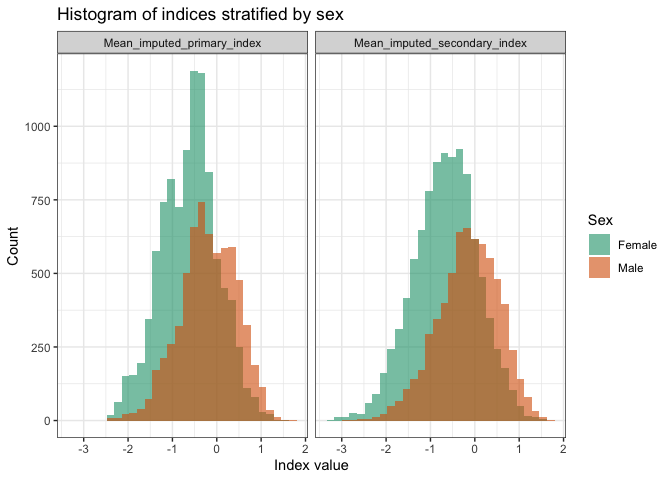 Histogram of indices stratified by sex
Mean_imputed_primary_index
Mean_imputed_secondary_index
Count
1000
750
500
250
0
-3 -2 -1 0 1 2
-3 -2 -1 0 1 2
Index value
Sex
Female
Male